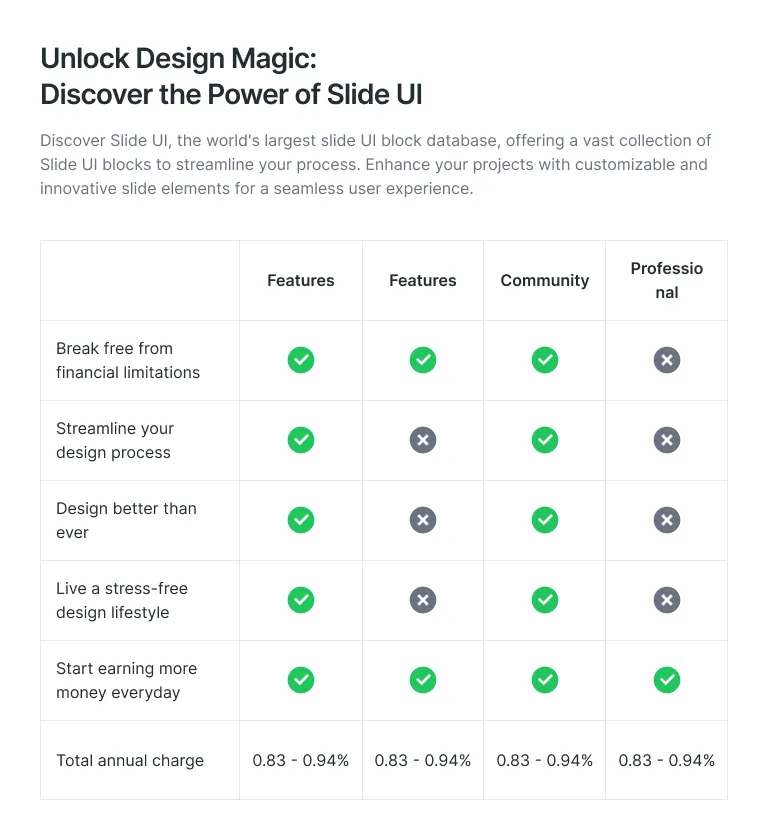 Unlock Design Magic:
Discover the Power of Slide UI
Discover Slide UI, the world's largest slide UI block database, offering a vast collection of
Slide UI blocks to streamline your process. Enhance your projects with customizable and
innovative slide elements for a seamless user experience.
Features Features Community Professio
nal
Break free from
financial limitations
Streamline your
design process
Design better than
ever
Live a stress-free
design lifestyle
Start earning more
money everyday
Total annual charge 0.83 - 0.94% 0.83 - 0.94% 0.83 - 0.94% 0.83 - 0.94%